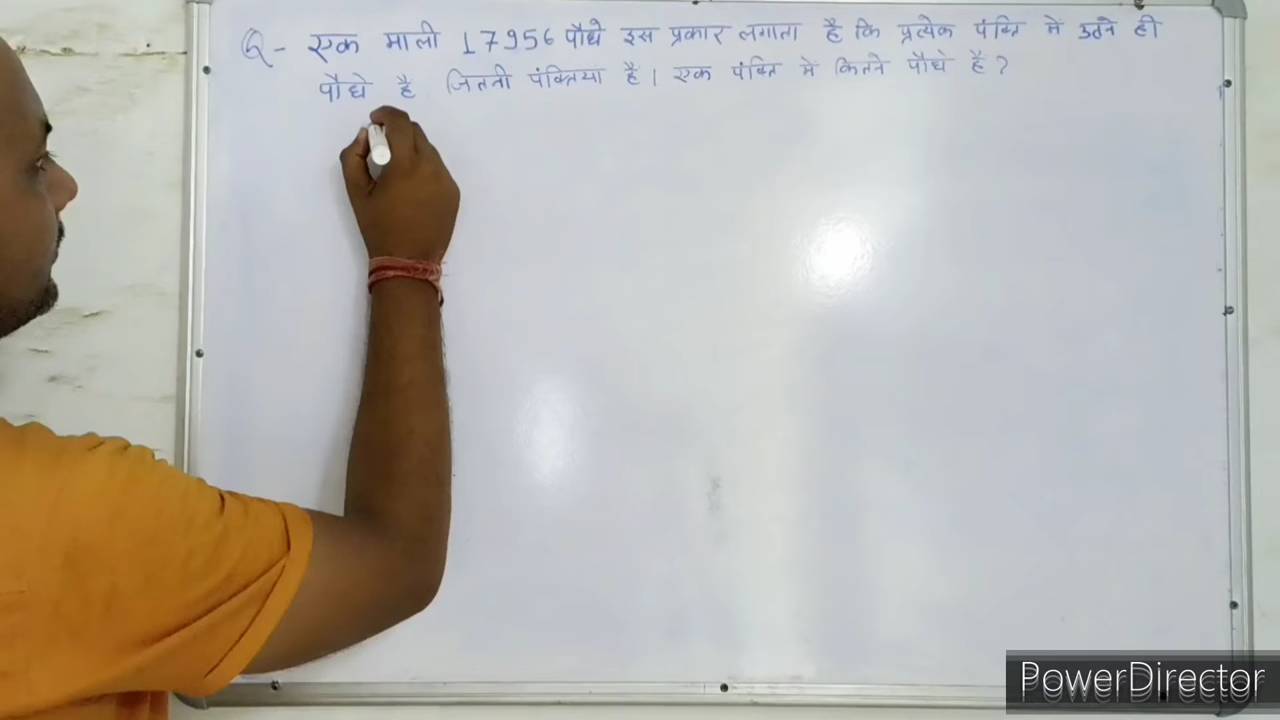 Q- एक माली 17956 पौधे इस प्रकार लगाता है कि प्रत्येक पंक्ति में उतने ही
पौधे है जितनी पंक्तिया है। एक पंक्ति में कितने पौधे है ?
PowerDirector